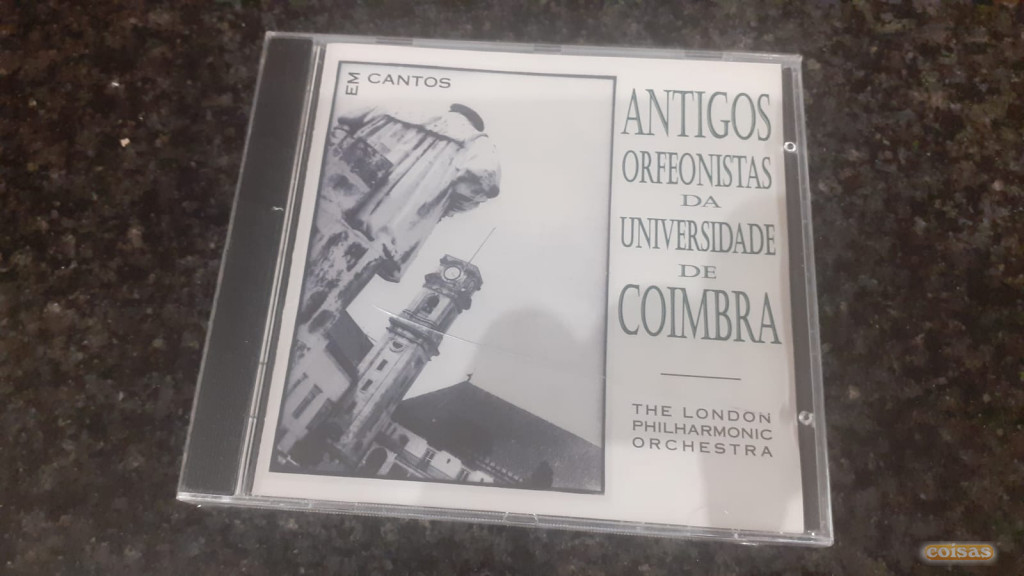 EM CANTOS
ANTIGOS
ORFEONISTAS
DA
UNIVERSIDADE
DE
COIMBRA
THE LONDON
PHILHARMONIC
ORCHESTRA
coisas